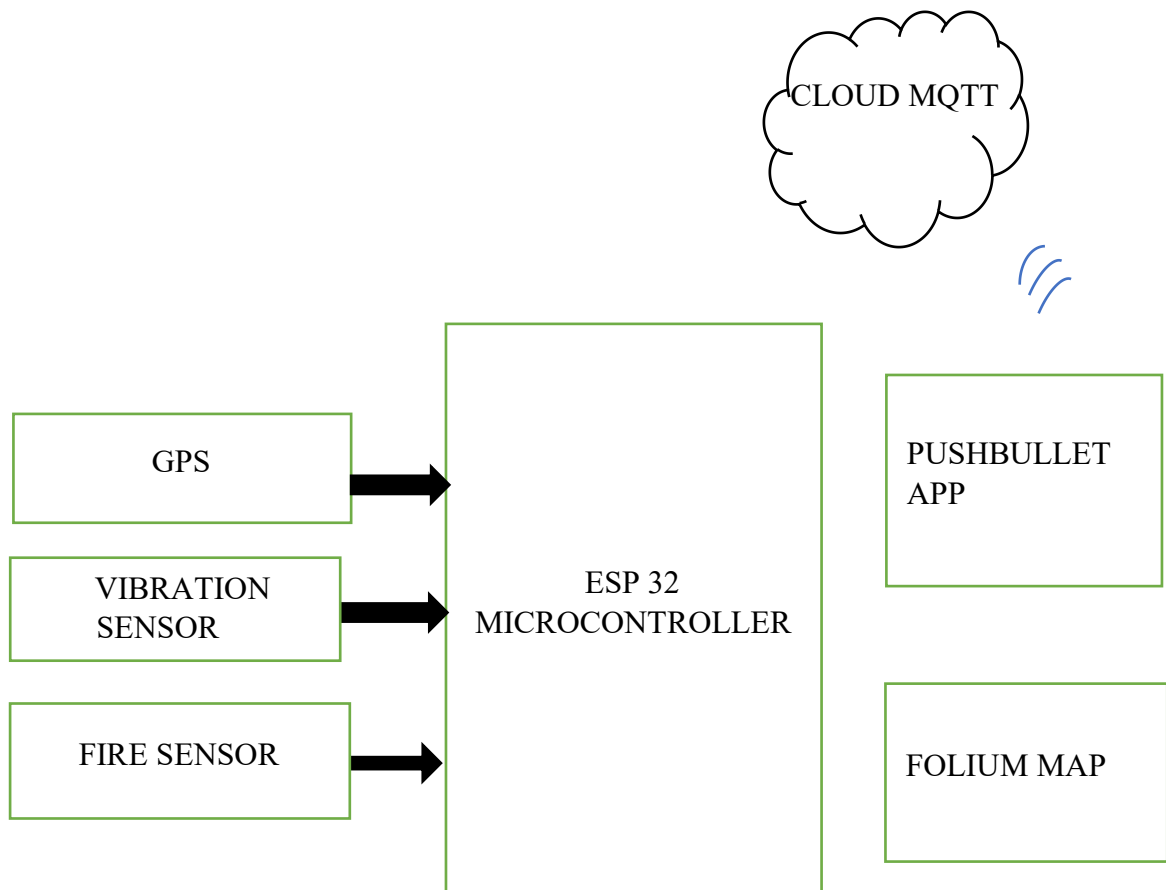 CLOUD MQTT
GPS
PUSHBULLET
APP
VIBRATION
SENSOR
ESP 32
MICROCONTROLLER
FIRE SENSOR
FOLIUM MAP